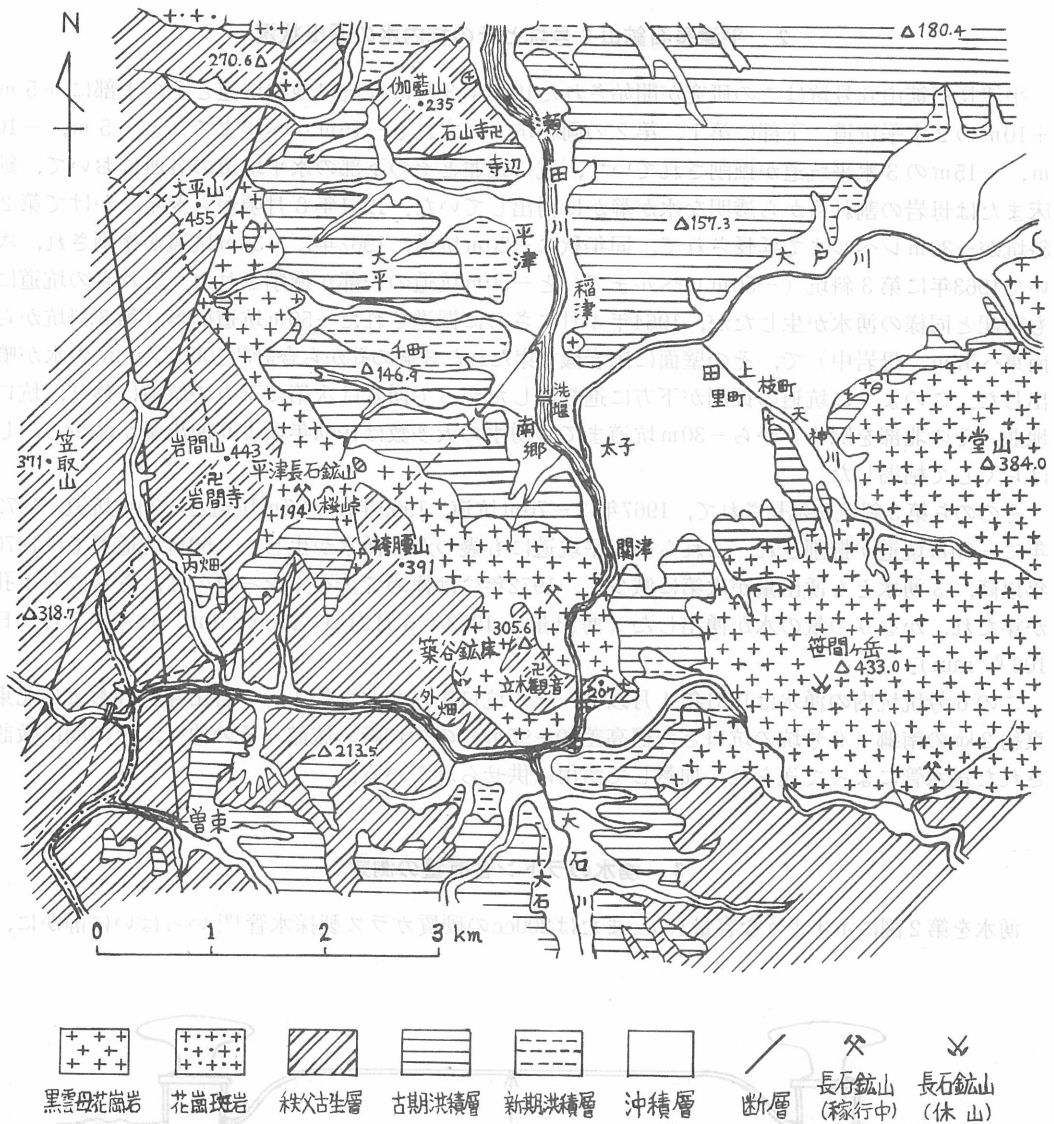 N
△180.4
270.6△
伽藍山
・235
石山寺卍
瀬田川
寺辺
大平山
455
△157.3
大戸川
平津
大平
稲津
千町
△146.9
洗堰
田上
里町
枝町
天神川
堂山
△384.0
南郷
太子
笠取山
371・
岩間山
・443
卍
岩間寺
平津長石鉱山
194
小桜峠
袴腰山
・391
関津
内畑
△318.7
305.6
築谷鉱床
卍
立木観音
・207
笹間ヶ岳
△433.0
外畑
△213.5
曽東
大石
大石川
0 1 2 3 km
黒雲母花崗岩
花崗斑岩
秩父古生層
古期洪積層
新期洪積層
沖積層
断層
長石鉱山
(稼行中)
長石鉱山
(休山)